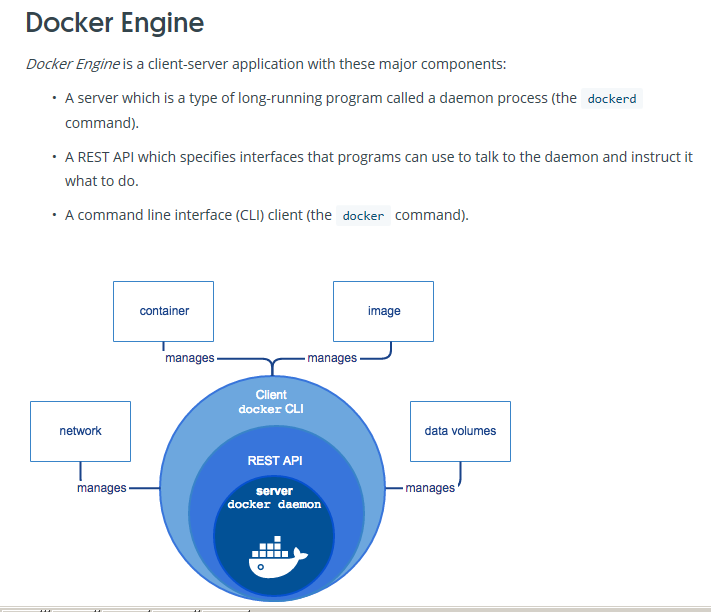 Docker Engine
Docker Engine is a client-server application with these major components:
• A server which is a type of long-running program called a daemon process (the dockerd
command).
• A REST API which specifies interfaces that programs can use to talk to the daemon and instruct it
what to do.
• A command line interface (CLI) client (the docker command).
container
image
manages
manages
Client
docker CLI
network
data volumes
REST API
manages
manages
server
docker daemon